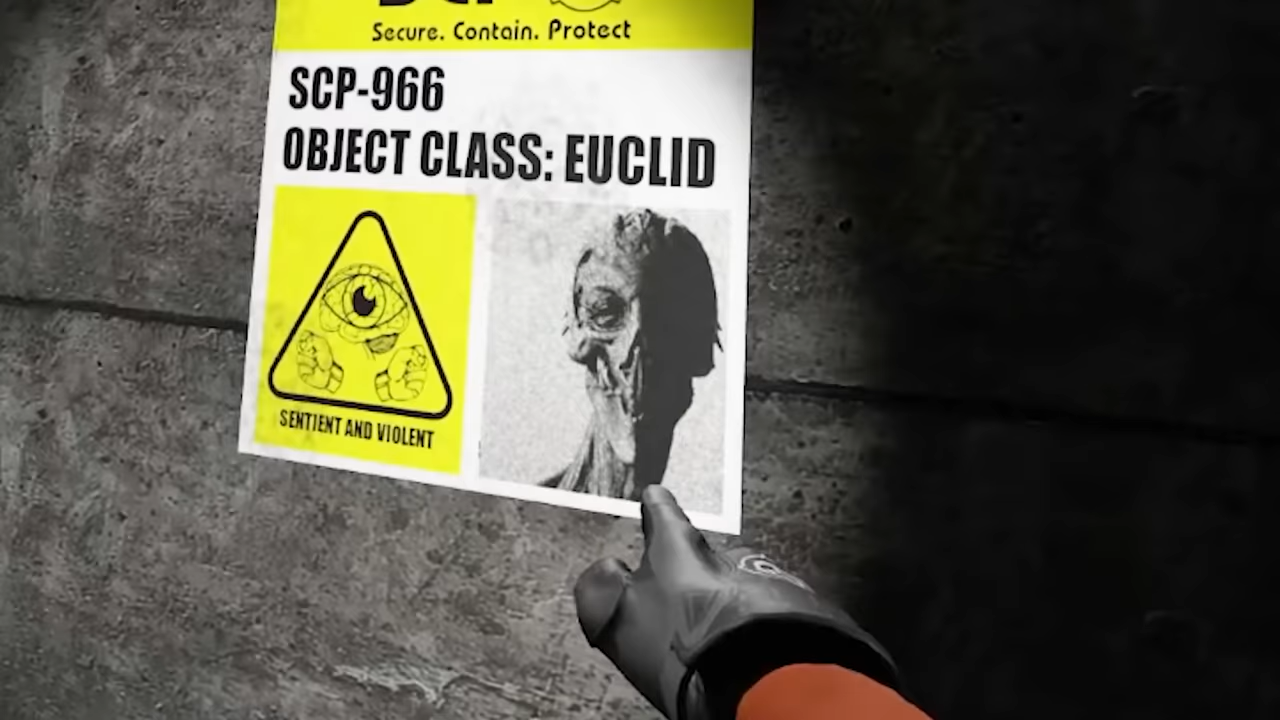 Secure. Contain. Protect
SCP-966
OBJECT CLASS: EUCLID
SENTIENT AND VIOLENT